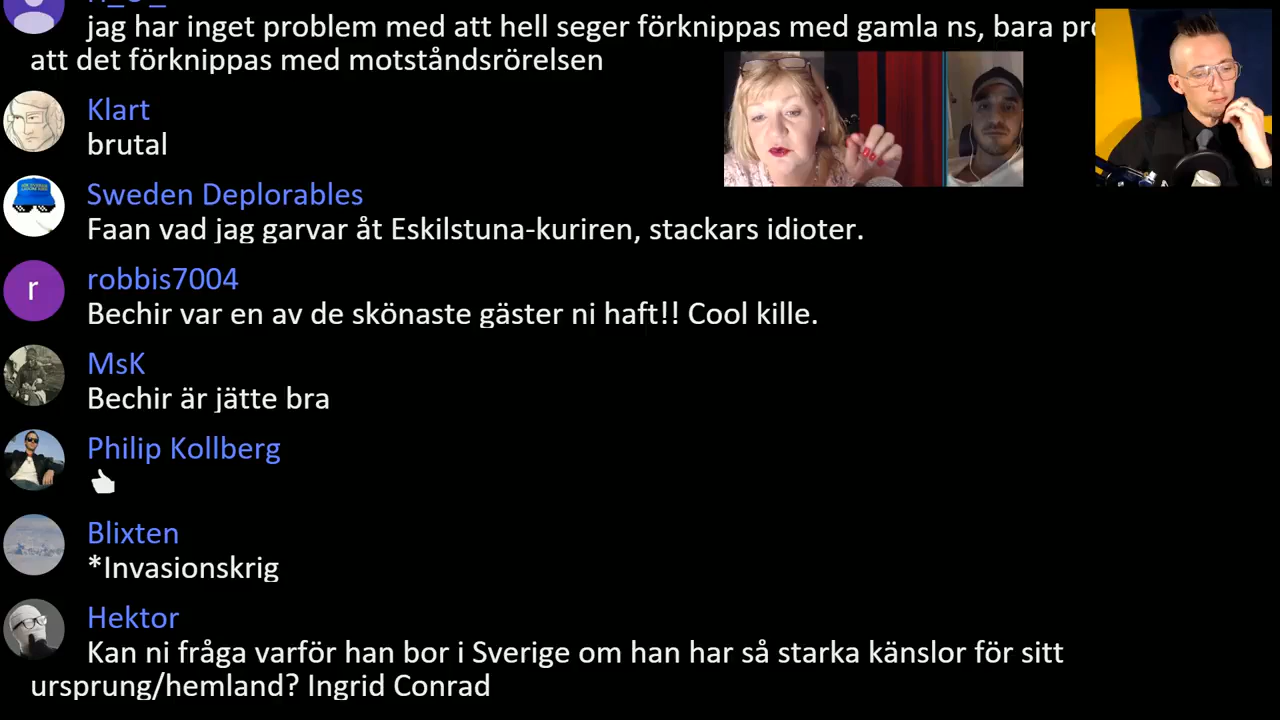 jag har inget problem med att hell seger förknippas med gamla ns, bara
att det förknippas med motståndsrörelsen
Klart
brutal
Sweden Deplorables
Faan vad jag garvar åt Eskilstuna-kuriren, stackars idioter.
robbis7004
r
Bechir var en av de skönaste gäster ni haft!! Cool kille.
MsK
Bechir är jätte bra
Philip Kollberg
Blixten
*Invasionskrig
Hektor
Kan ni fråga varför han bor i Sverige om han har så starka känslor för sitt
ursprung/hemland? Ingrid Conrad